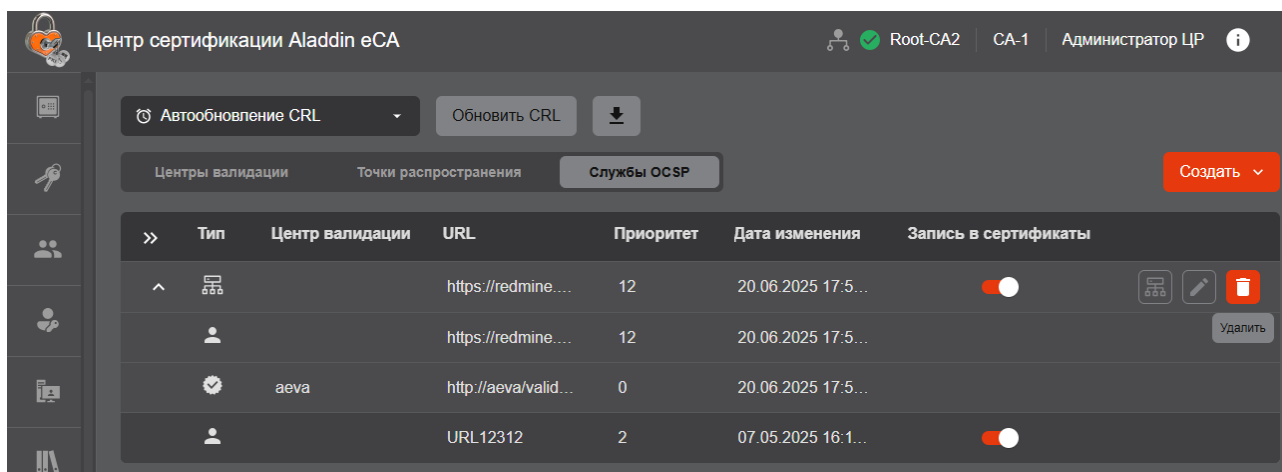 Центр сертификации Aladdin eCA Root-CA2 CA-1 Администратор ЦР
Автообновление CRL Обновить CRL
Центры валидации Точки распространения Службы OCSP Создать
Тип Центр валидации URL Приоритет Дата изменения Запись в сертификаты
https://redmine.... 12 20.06.2025 17:5...
Удалить
https://redmine.... 12 20.06.2025 17:5...
aeva http://aeva/valid... 0 20.06.2025 17:5...
URL12312 2 07.05.2025 16:1...